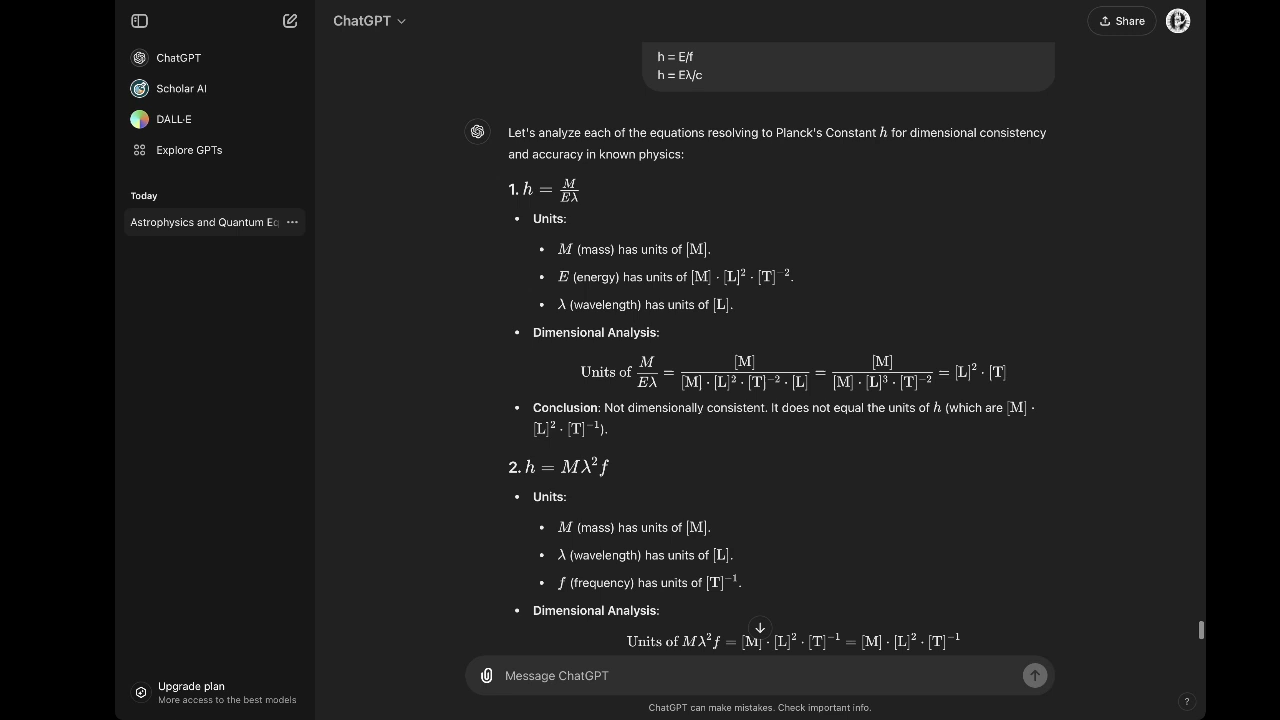 ChatGPT
Share
ChatGPT
Scholar AI
DALL·E
Explore GPTs
Today
Astrophysics and Quantum Eq
Upgrade plan
More access to the best models
h = E/f
h = Eλ/c
Let's analyze each of the equations resolving to Planck's Constant h for dimensional consistency
and accuracy in known physics:
1. h = M/Eλ
• Units:
• M (mass) has units of [M].
• E (energy) has units of [M] · [L]² · [T]⁻².
• λ (wavelength) has units of [L].
• Dimensional Analysis:
Units of M/Eλ = [M]/[M] · [L]² · [T]⁻² · [L] = [M]/[M] · [L]³ · [T]⁻² = [L]² · [T]
• Conclusion: Not dimensionally consistent. It does not equal the units of h (which are [M] ·
[L]² · [T]⁻¹).
2. h = Mλ²f
• Units:
• M (mass) has units of [M].
• λ (wavelength) has units of [L].
• f (frequency) has units of [T]⁻¹.
• Dimensional Analysis:
Units of Mλ²f = [M] · [L]² · [T]⁻¹ = [M] · [L]² · [T]⁻¹
Message ChatGPT
ChatGPT can make mistakes. Check important info.
?